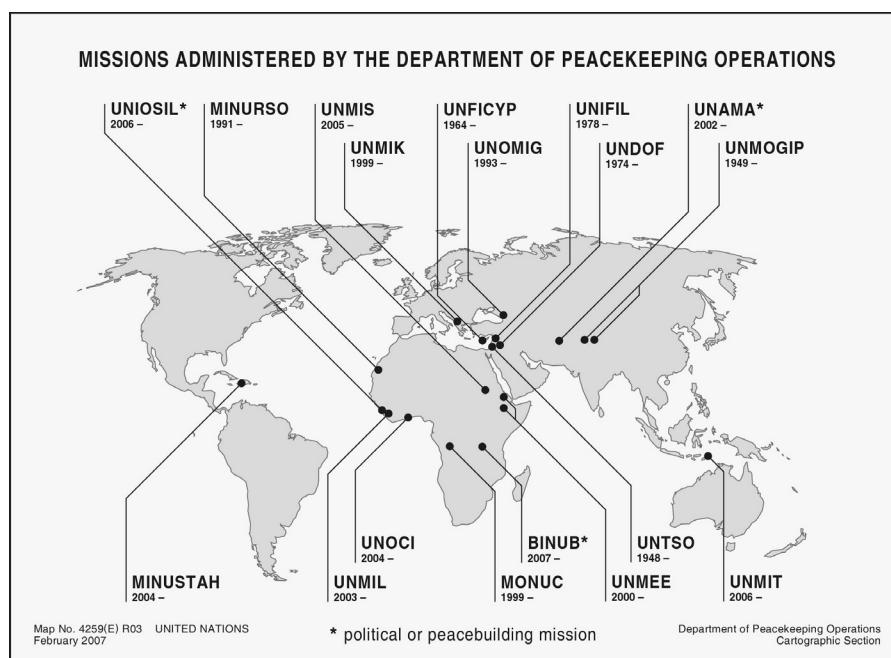 MISSIONS ADMINISTERED BY THE DEPARTMENT OF PEACEKEEPING OPERATIONS
UNIOSIL*
2006 –
MINURSO
1991 –
UNMIS
2005 –
UNFICYP
1964 –
UNIFIL
1978 –
UNAMA*
2002 –
UNMIK
1999 –
UNOMIG
1993 –
UNDOF
1974 –
UNMOGIP
1949 –
UNOCI
2004 –
BINUB*
2007 –
UNTSO
1948 –
MINUSTAH
2004 –
UNMIL
2003 –
MONUC
1999 –
UNMEE
2000 –
UNMIT
2006 –
Map No. 4259(E) R03 UNITED NATIONS
February 2007
* political or peacebuilding mission
Department of Peacekeeping Operations
Cartographic Section